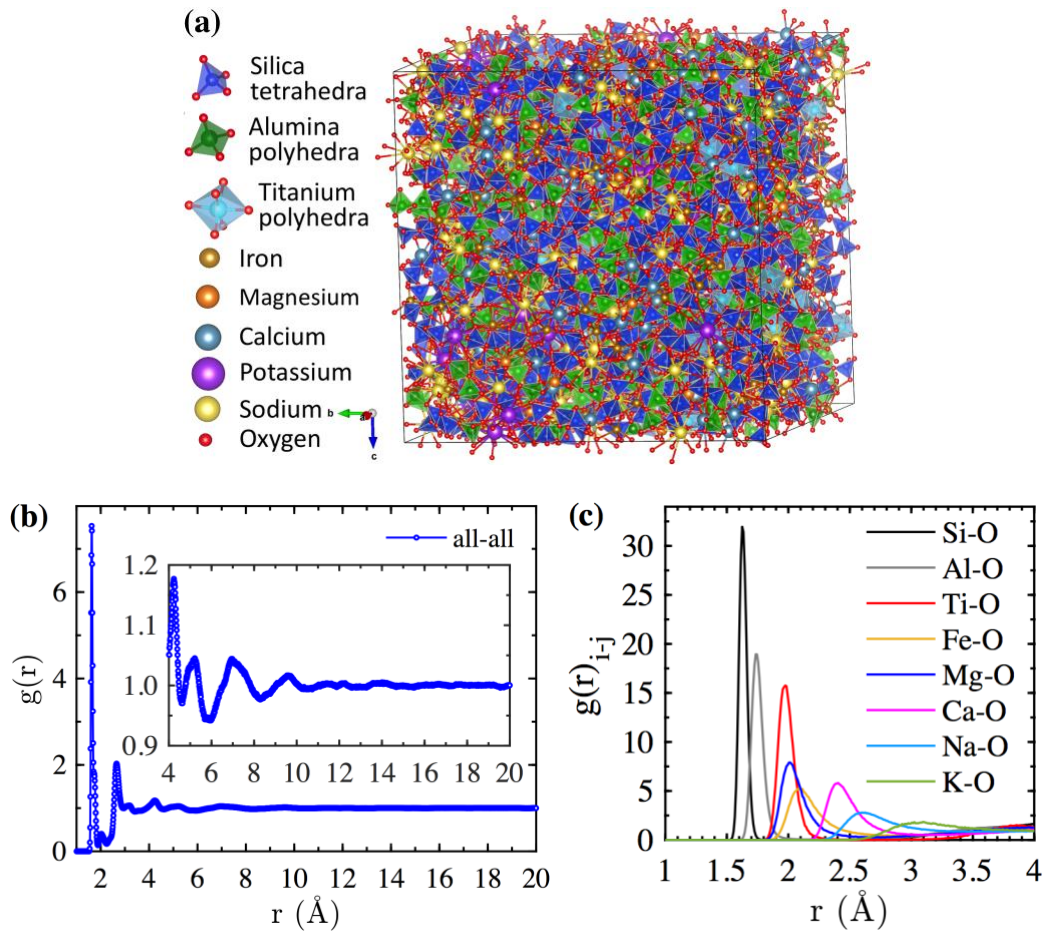 (a)
Silica
tetrahedra
Alumina
polyhedra
Titanium
polyhedra
Iron
Magnesium
Calcium
Potassium
Sodium
Oxygen
b
a
c
(b)
all-all
g(r)
0
2
4
6
2 4 6 8 10 12 14 16 18 20
r (Å)
0.9
1.0
1.1
1.2
4 6 8 10 12 14 16 18 20
(c)
Si-O
Al-O
Ti-O
Fe-O
Mg-O
Ca-O
Na-O
K-O
g(r)i-j
0
5
10
15
20
25
30
1 1.5 2 2.5 3 3.5 4
r (Å)